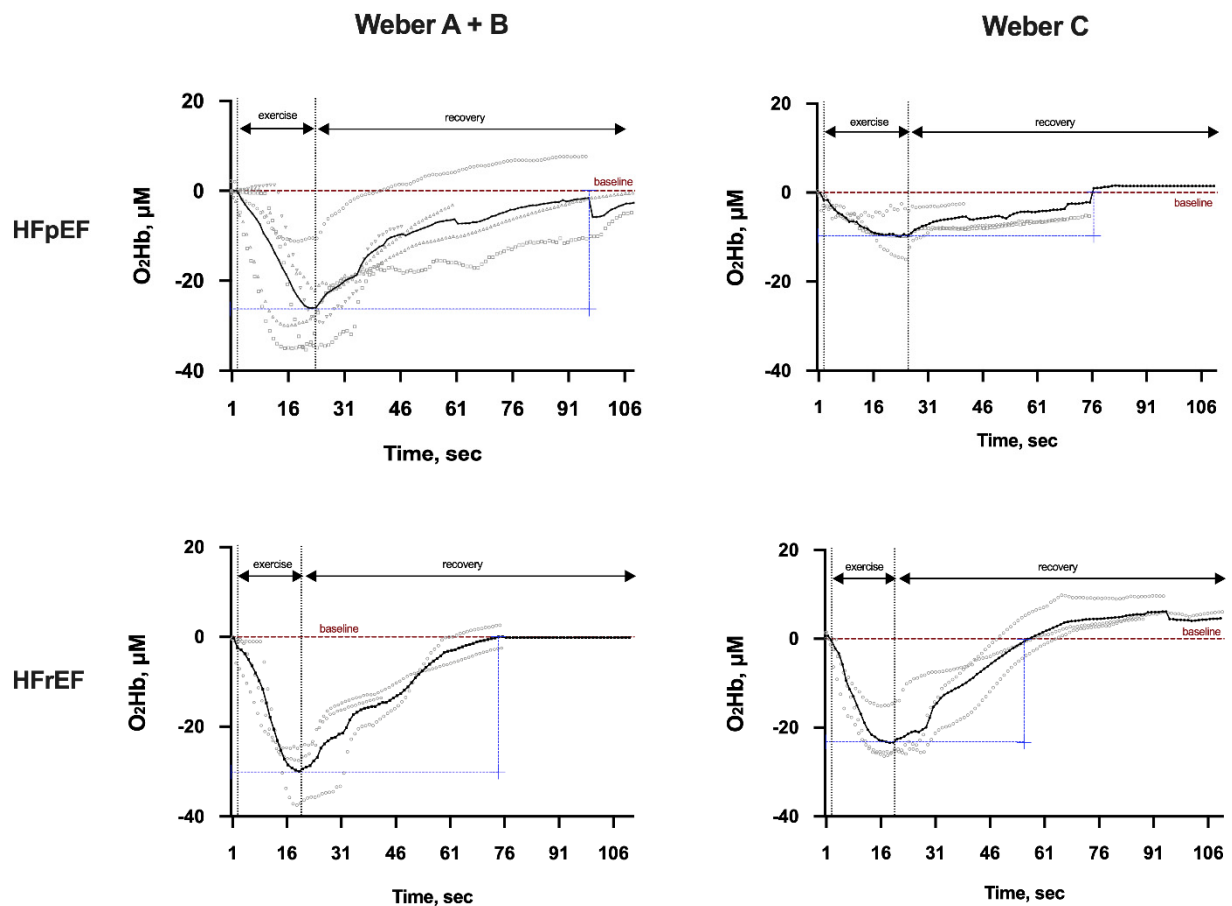 Weber A + B
Weber C
HFpEF
20
0
-20
-40
O₂Hb, µM
exercise
recovery
baseline
1 16 31 46 61 76 91 106
Time, sec
20
0
-20
-40
O₂Hb, µM
exercise
recovery
baseline
1 16 31 46 61 76 91 106
Time, sec
HFrEF
20
0
-20
-40
O₂Hb, µM
exercise
recovery
baseline
1 16 31 46 61 76 91 106
Time, sec
20
0
-20
-40
O₂Hb, µM
exercise
recovery
baseline
1 16 31 46 61 76 91 106
Time, sec